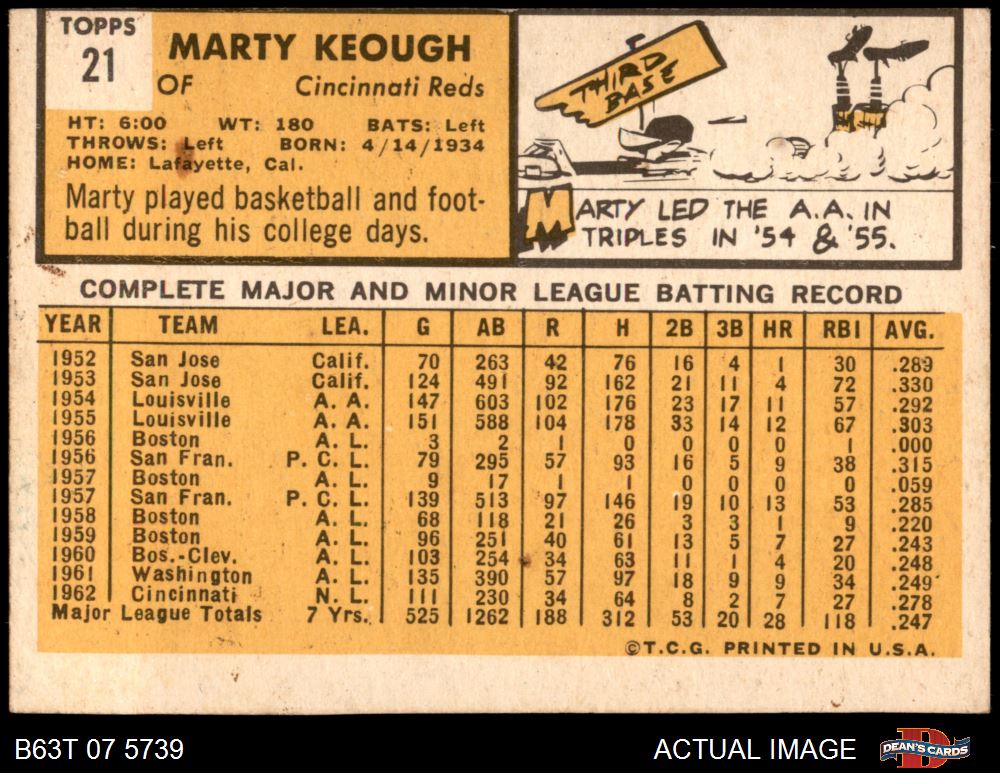 TOPPS
21
MARTY KEOUGH
OF Cincinnati Reds
HT: 6:00 WT: 180 BATS: Left
THROWS: Left BORN: 4/14/1934
HOME: Lafayette, Cal.
Marty played basketball and foot-
ball during his college days.
THIRD
BASE
MARTY LED THE A.A. IN
TRIPLES IN '54 & '55.
COMPLETE MAJOR AND MINOR LEAGUE BATTING RECORD
YEAR TEAM LEA. G AB R H 2B 3B HR RBI AVG.
1952 San Jose Calif. 70 263 42 76 16 4 1 30 .289
1953 San Jose Calif. 124 491 92 162 21 11 4 72 .330
1954 Louisville A. A. 147 603 102 176 23 17 11 57 .292
1955 Louisville A. A. 151 588 104 178 33 14 12 67 .303
1956 Boston A. L. 3 2 1 0 0 0 0 1 .000
1956 San Fran. P. C. L. 79 295 57 93 16 5 9 38 .315
1957 Boston A. L. 9 17 1 1 0 0 0 0 .059
1957 San Fran. P. C. L. 139 513 97 146 19 10 13 53 .285
1958 Boston A. L. 68 118 21 26 3 3 1 9 .220
1959 Boston A. L. 96 251 40 61 13 5 7 27 .243
1960 Bos.-Clev. A. L. 103 254 34 63 11 1 4 20 .248
1961 Washington A. L. 135 390 57 97 18 9 9 34 .249
1962 Cincinnati N. L. 111 230 34 64 8 2 7 27 .278
Major League Totals 7 Yrs. 525 1262 188 312 53 20 28 118 .247
©T.C.G. PRINTED IN U.S.A.
B63T 07 5739 ACTUAL IMAGE DEAN'S CARDS